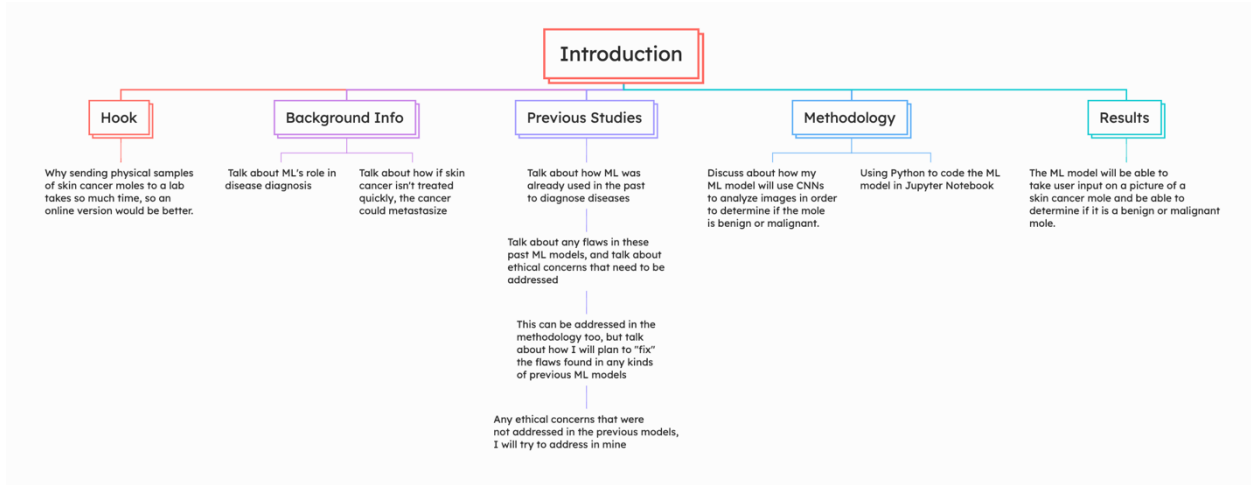 Introduction
Hook
Background Info
Previous Studies
Methodology
Results
Why sending physical samples
of skin cancer moles to a lab
takes so much time, so an
online version would be better.
Talk about ML's role in
disease diagnosis
Talk about how if skin
cancer isn't treated
quickly, the cancer
could metastasize
Talk about how ML was
already used in the past
to diagnose diseases
Talk about any flaws in these
past ML models, and talk about
ethical concerns that need to be
addressed
This can be addressed in the
methodology too, but talk
about how I will plan to "fix"
the flaws found in any kinds
of previous ML models
Any ethical concerns that were
not addressed in the previous models,
I will try to address in mine
Discuss about how my
ML model will use CNNs
to analyze images in order
to determine if the mole
is benign or malignant.
Using Python to code the ML
model in Jupyter Notebook
The ML model will be able to
take user input on a picture of a
skin cancer mole and be able to
determine if it is a benign or malignant
mole.